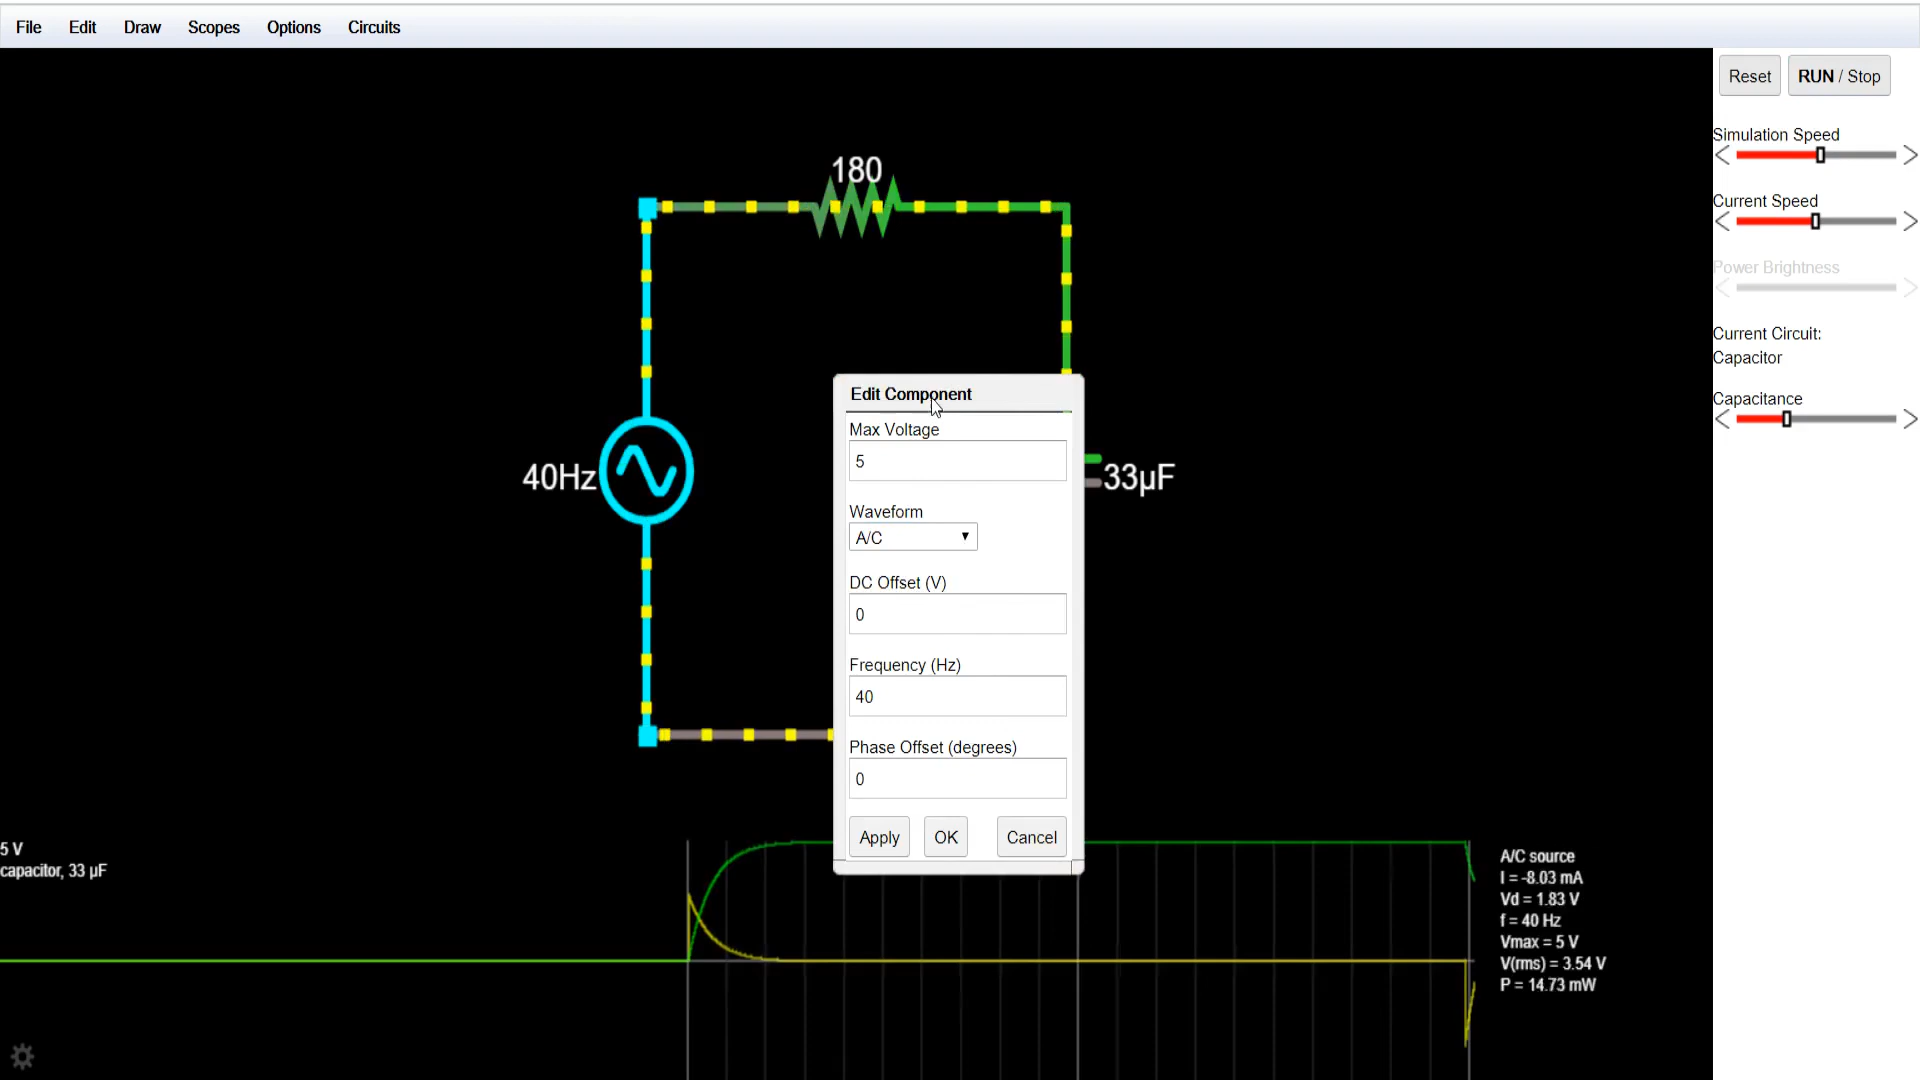 File Edit Draw Scopes Options Circuits
Reset RUN / Stop
Simulation Speed
Current Speed
Power Brightness
Current Circuit:
Capacitor
Capacitance
180
40Hz
33µF
Edit Component
Max Voltage
5
Waveform
A/C
DC Offset (V)
0
Frequency (Hz)
40
Phase Offset (degrees)
0
Apply OK Cancel
5 V
capacitor, 33 µF
A/C source
I = -8.03 mA
Vd = 1.83 V
f = 40 Hz
Vmax = 5 V
V(rms) = 3.54 V
P = 14.73 mW